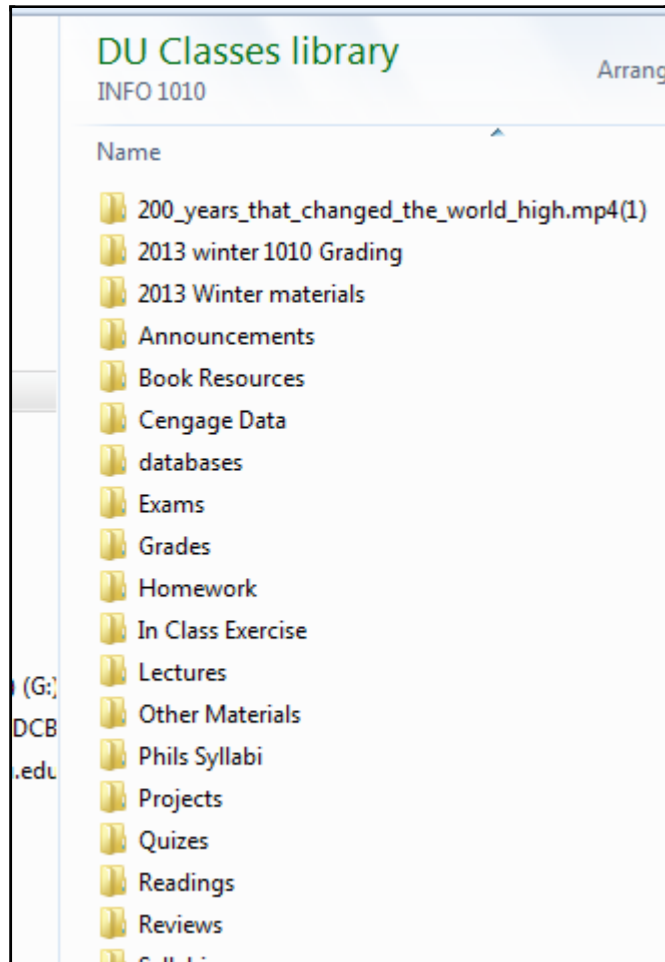 DU Classes library
INFO 1010
Arrang
Name
200_years_that_changed_the_world_high.mp4(1)
2013 winter 1010 Grading
2013 Winter materials
Announcements
Book Resources
Cengage Data
databases
Exams
Grades
Homework
In Class Exercise
Lectures
(G:)
Other Materials
DCB
Phils Syllabi
.edu
Projects
Quizes
Readings
Reviews